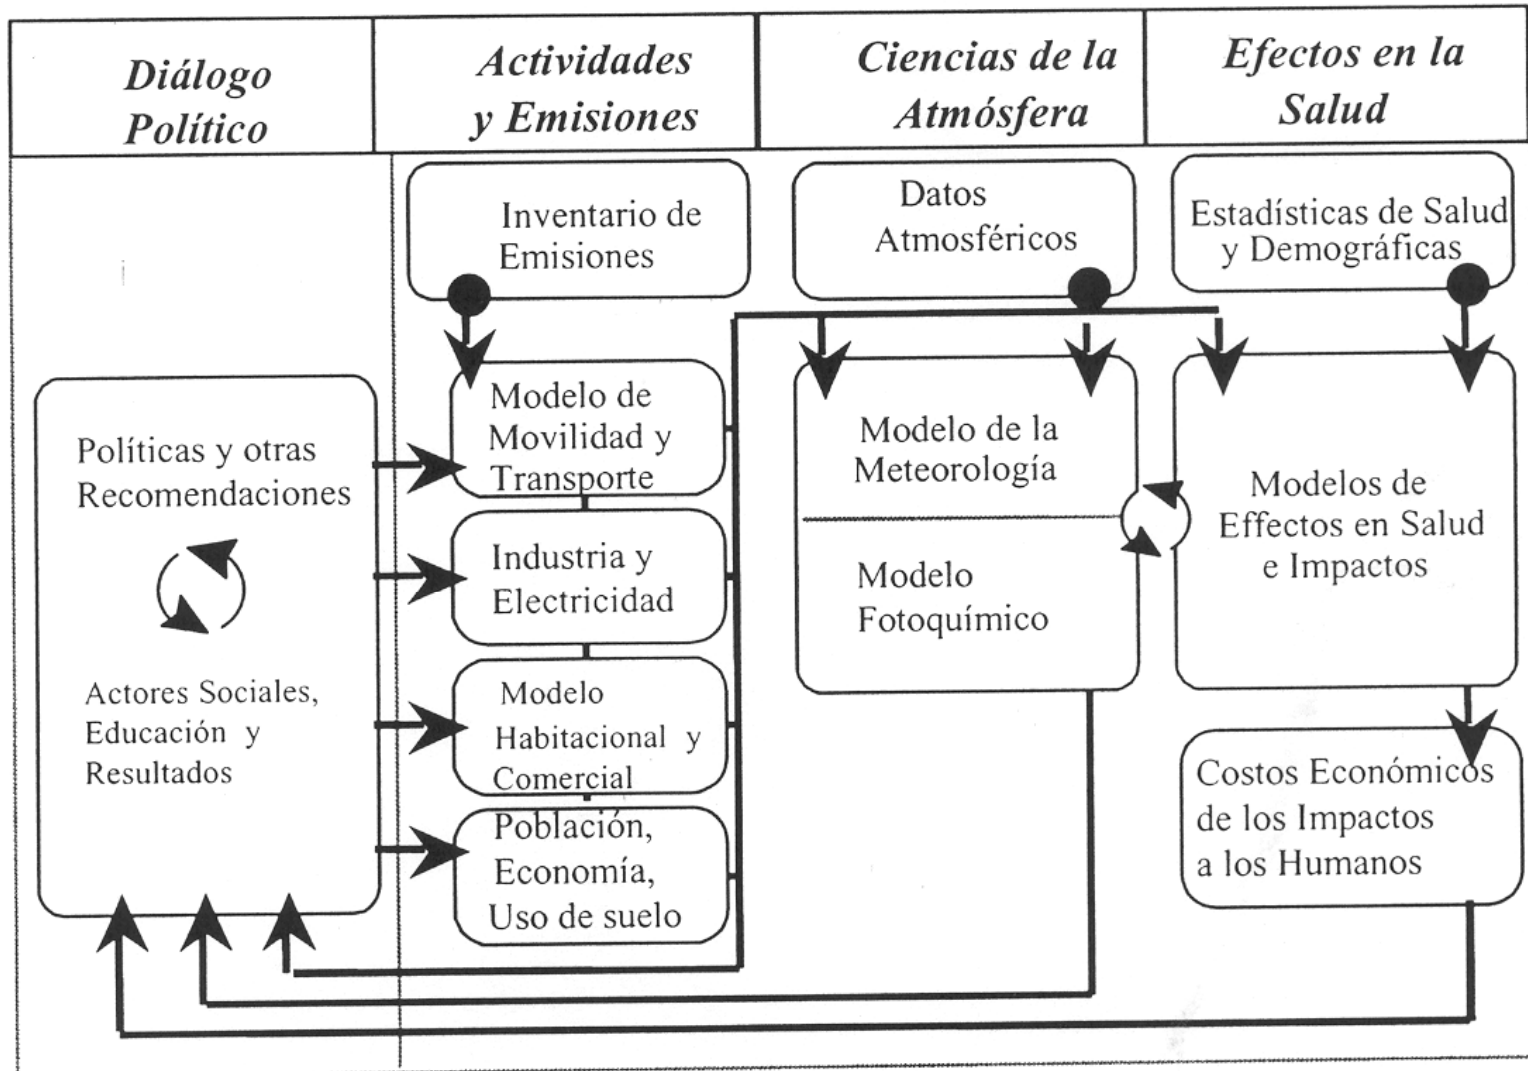 Diálogo
Político
Actividades
y Emisiones
Ciencias de la
Atmósfera
Efectos en la
Salud
Inventario de
Emisiones
Datos
Atmosféricos
Estadísticas de Salud
y Demográficas
Políticas y otras
Recomendaciones
Actores Sociales,
Educación y
Resultados
Modelo de
Movilidad y
Transporte
Industria y
Electricidad
Modelo
Habitacional y
Comercial
Población,
Economía,
Uso de suelo
Modelo de la
Meteorología
Modelo
Fotoquímico
Modelos de
Effectos en Salud
e Impactos
Costos Económicos
de los Impactos
a los Humanos